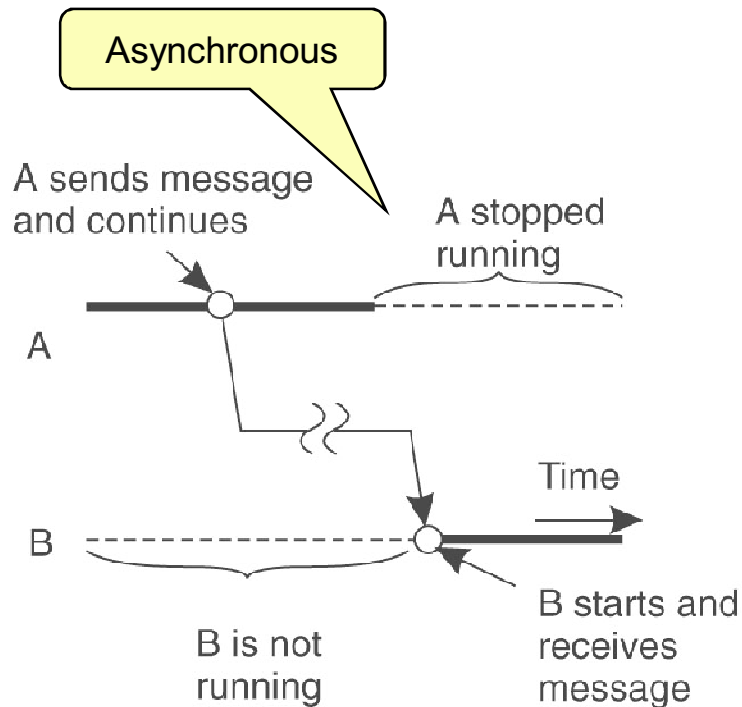 Asynchronous
A sends message
and continues
A stopped
running
A
Time
B
B is not
running
B starts and
receives
message